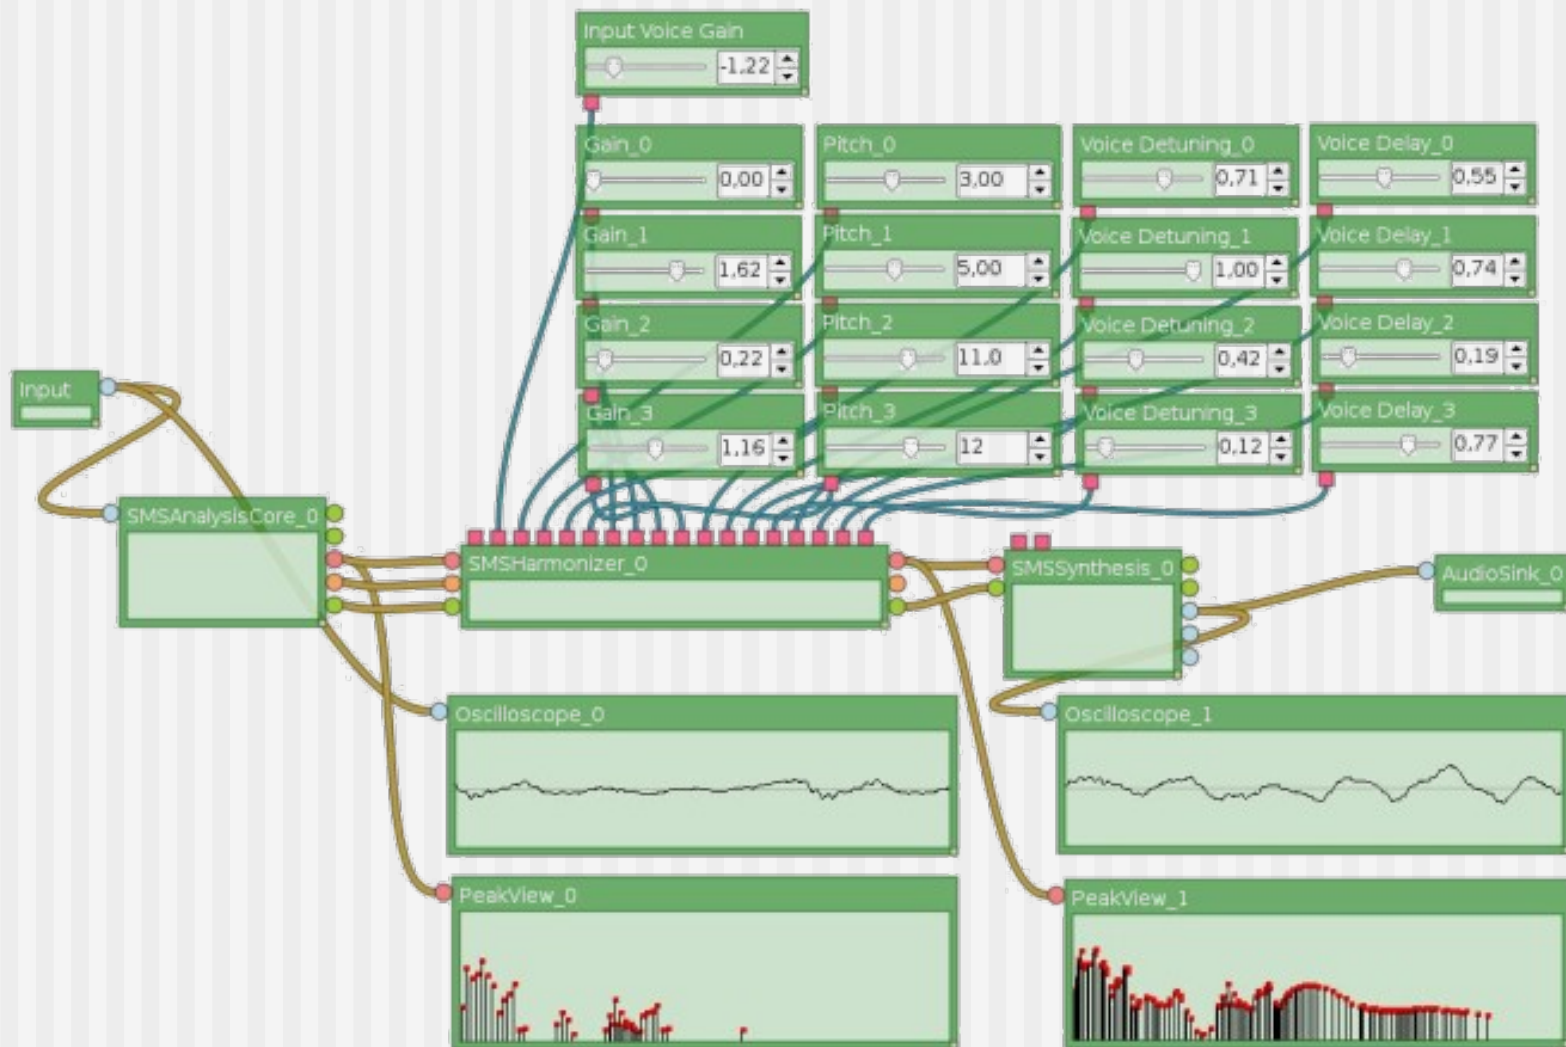 Input Voice Gain
-1,22
Gain_0
0,00
Pitch_0
3,00
Voice Detuning_0
0,71
Voice Delay_0
0,55
Gain_1
1,62
Pitch_1
5,00
Voice Detuning_1
1,00
Voice Delay_1
0,74
Gain_2
0,22
Pitch_2
11,0
Voice Detuning_2
0,42
Voice Delay_2
0,19
Gain_3
1,16
Pitch_3
12
Voice Detuning_3
0,12
Voice Delay_3
0,77
Input
SMSAnalysisCore_0
SMSHarmonizer_0
SMSSynthesis_0
AudioSink_0
Oscilloscope_0
Oscilloscope_1
PeakView_0
PeakView_1